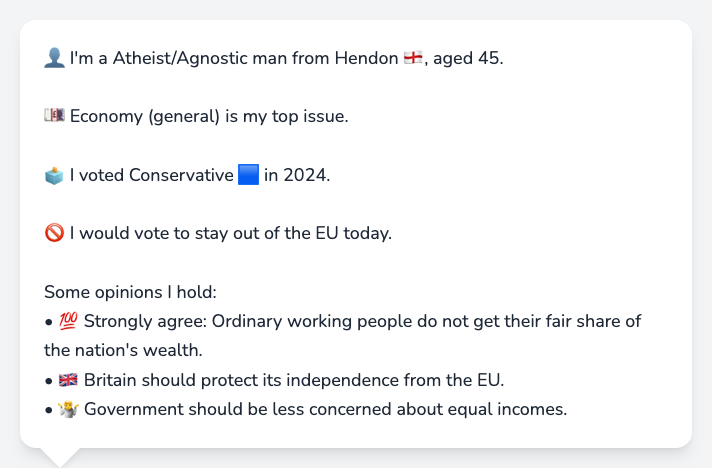 👤 I'm a Atheist/Agnostic man from Hendon 🏴󠁧󠁢󠁥󠁮󠁧󠁿, aged 45.
💷 Economy (general) is my top issue.
🗳️ I voted Conservative 🟦 in 2024.
🚫 I would vote to stay out of the EU today.
Some opinions I hold:
• 💯 Strongly agree: Ordinary working people do not get their fair share of
the nation's wealth.
• 🇬🇧 Britain should protect its independence from the EU.
• 🤷 Government should be less concerned about equal incomes.